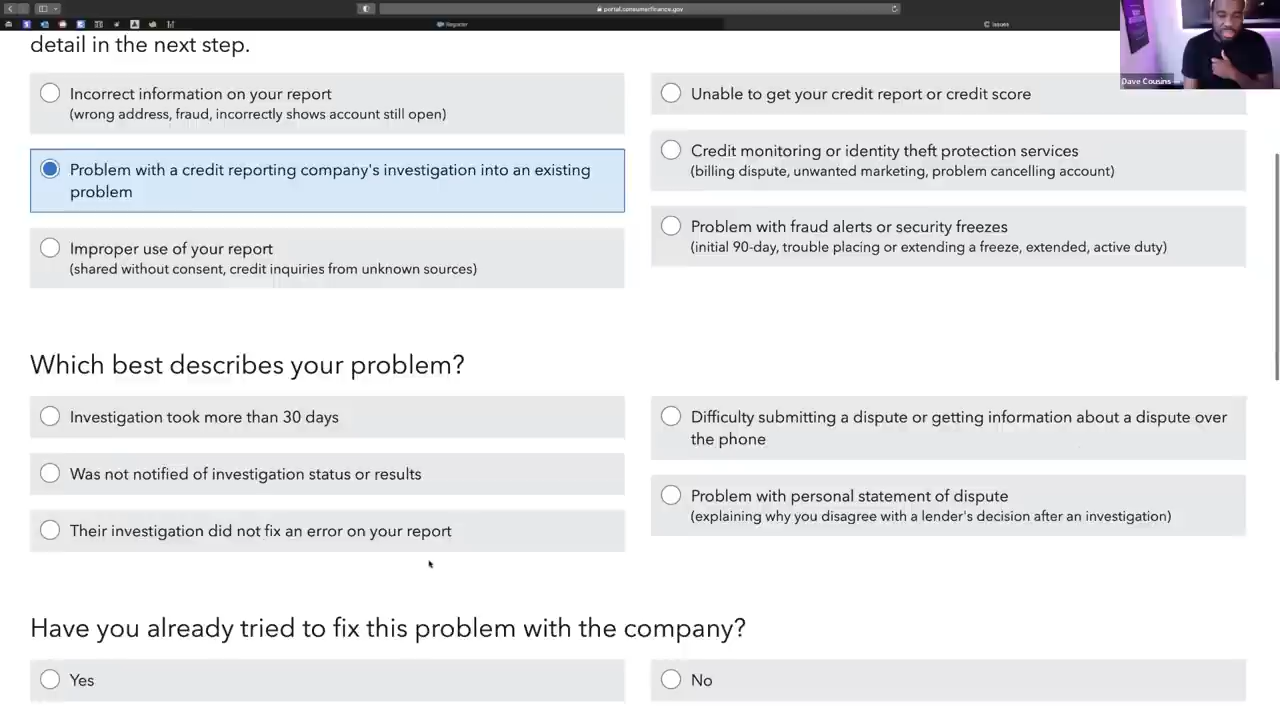 portal.consumerfinance.gov
Register
Issues
Dave Cousins
detail in the next step.
Incorrect information on your report
(wrong address, fraud, incorrectly shows account still open)
Problem with a credit reporting company's investigation into an existing
problem
Improper use of your report
(shared without consent, credit inquiries from unknown sources)
Unable to get your credit report or credit score
Credit monitoring or identity theft protection services
(billing dispute, unwanted marketing, problem cancelling account)
Problem with fraud alerts or security freezes
(initial 90-day, trouble placing or extending a freeze, extended, active duty)
Which best describes your problem?
Investigation took more than 30 days
Was not notified of investigation status or results
Their investigation did not fix an error on your report
Difficulty submitting a dispute or getting information about a dispute over
the phone
Problem with personal statement of dispute
(explaining why you disagree with a lender's decision after an investigation)
Have you already tried to fix this problem with the company?
Yes
No